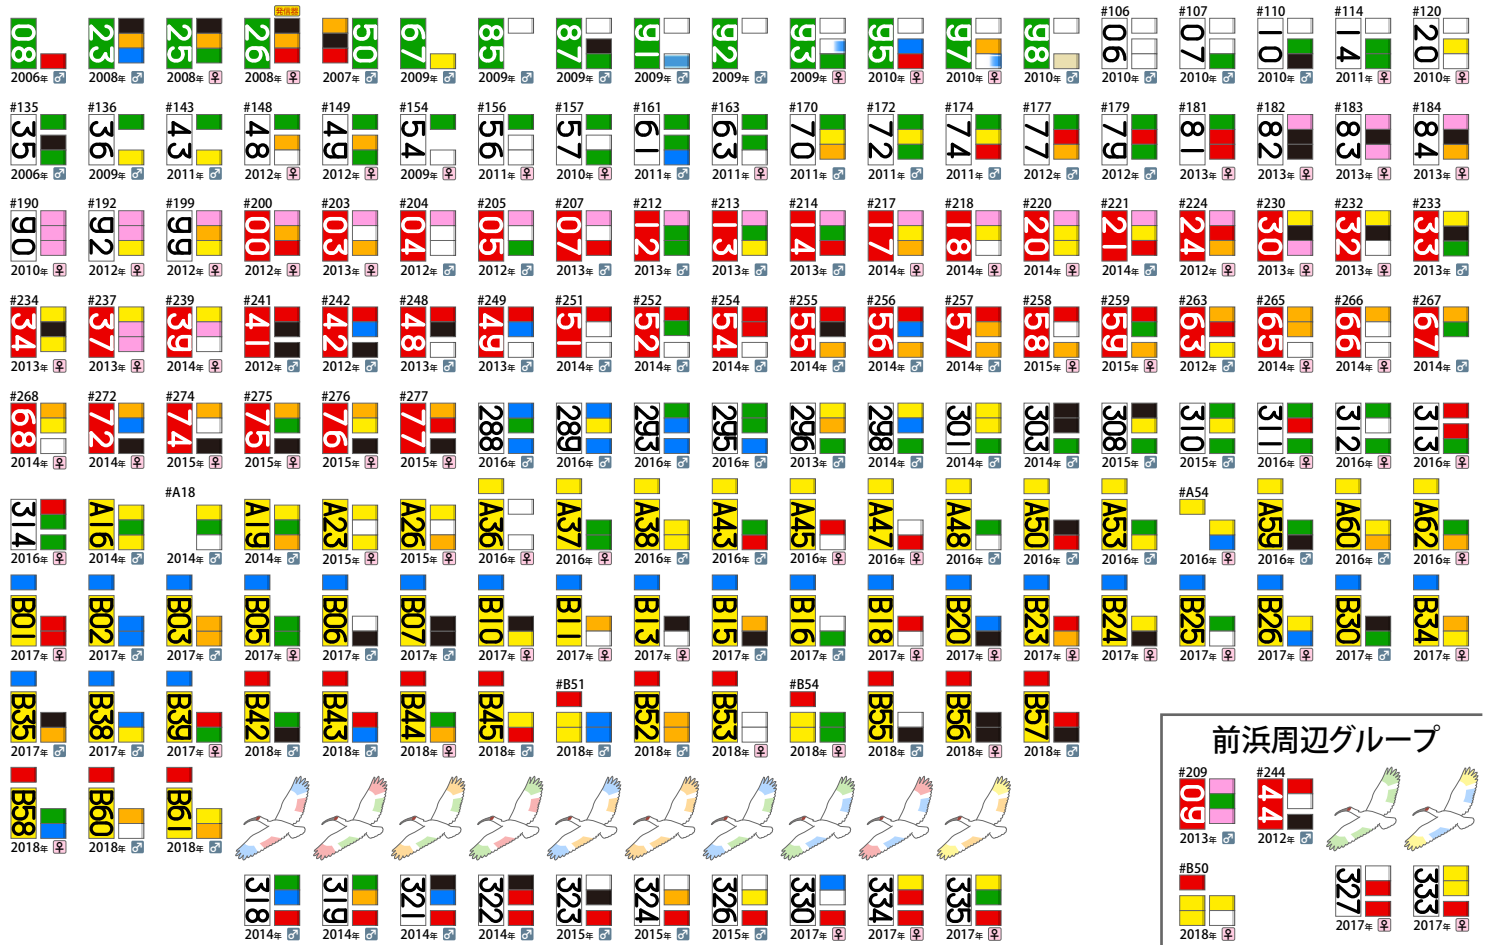 発信器
#106 #107 #110 #114 #120
08 23 25 26 50 67 85 87 91 92 93 95 97 98 06 07 10 14 20
2006年♂ 2008年♂ 2008年♀ 2008年♀ 2007年♂ 2009年♂ 2009年♂ 2009年♂ 2009年♂ 2009年♂ 2009年♀ 2010年♀ 2010年♀ 2010年♂ 2010年♂ 2010年♂ 2010年♂ 2011年♀ 2010年♀
#135 #136 #143 #148 #149 #154 #156 #157 #161 #163 #170 #172 #174 #177 #179 #181 #182 #183 #184
35 36 43 48 49 54 56 57 61 63 70 72 74 77 79 81 82 83 84
2006年♂ 2009年♂ 2011年♂ 2012年♀ 2012年♀ 2009年♀ 2011年♀ 2010年♀ 2011年♂ 2011年♀ 2011年♂ 2011年♂ 2011年♀ 2012年♂ 2012年♂ 2013年♀ 2012年♀ 2013年♀ 2012年♂
#190 #192 #199 #200 #203 #204 #205 #207 #212 #213 #214 #217 #218 #220 #221 #224 #230 #232 #233
90 92 99 00 03 04 05 07 12 13 14 17 18 20 21 24 30 32 33
2010年♀ 2012年♀ 2012年♀ 2012年♀ 2013年♀ 2012年♂ 2012年♂ 2013年♀ 2013年♂ 2013年♂ 2013年♂ 2014年♀ 2014年♀ 2014年♀ 2014年♂ 2012年♀ 2013年♀ 2013年♀ 2013年♂
#234 #237 #239 #241 #242 #248 #249 #251 #252 #254 #255 #256 #257 #258 #259 #263 #265 #266 #267
34 37 39 41 42 48 49 51 52 54 55 56 57 58 59 63 65 66 67
2013年♀ 2013年♀ 2014年♀ 2012年♂ 2012年♂ 2013年♂ 2013年♀ 2014年♂ 2014年♂ 2014年♂ 2014年♂ 2014年♀ 2014年♂ 2015年♀ 2015年♀ 2012年♂ 2014年♀ 2014年♀ 2014年♂
#268 #272 #274 #275 #276 #277
68 72 74 75 76 77 288 289 293 295 296 298 301 303 308 310 311 312 313
2014年♀ 2014年♀ 2015年♀ 2015年♀ 2015年♀ 2015年♀ 2016年♂ 2016年♂ 2016年♂ 2016年♂ 2013年♂ 2014年♂ 2014年♂ 2014年♂ 2015年♂ 2015年♂ 2016年♀ 2016年♀ 2016年♀
#A18 #A54
314 A16 A19 A23 A26 A36 A37 A38 A43 A45 A47 A48 A50 A53 A59 A60 A62
2016年♀ 2014年♂ 2014年♂ 2014年♂ 2015年♀ 2015年♂ 2016年♀ 2016年♂ 2016年♂ 2016年♂ 2016年♀ 2016年♀ 2016年♂ 2016年♀ 2016年♂ 2016年♀ 2016年♂ 2016年♀ 2016年♀
B01 B02 B03 B05 B06 B07 B10 B11 B13 B15 B16 B18 B20 B23 B24 B25 B26 B30 B34
2017年♀ 2017年♂ 2017年♂ 2017年♀ 2017年♂ 2017年♂ 2017年♀ 2017年♀ 2017年♀ 2017年♂ 2017年♂ 2017年♀ 2017年♀ 2017年♀ 2017年♀ 2017年♂ 2017年♀ 2017年♂ 2017年♀
#B51 #B54
B35 B38 B39 B42 B43 B44 B45 B52 B53 B55 B56 B57
2017年♂ 2017年♂ 2017年♀ 2018年♂ 2018年♂ 2018年♀ 2018年♂ 2018年♂ 2018年♂ 2018年♀ 2018年♀ 2018年♂ 2018年♀ 2018年♂
B58 B60 B61
2018年♀ 2018年♂ 2018年♂
318 319 321 322 323 324 326 330 334 335
2014年♂ 2014年♂ 2014年♂ 2014年♂ 2015年♂ 2015年♂ 2015年♂ 2017年♀ 2017年♀ 2017年♀
前浜周辺グループ
#209 #244
09 44
2013年♂ 2012年♂
#B50
327 333
2018年♀ 2017年♀ 2017年♀